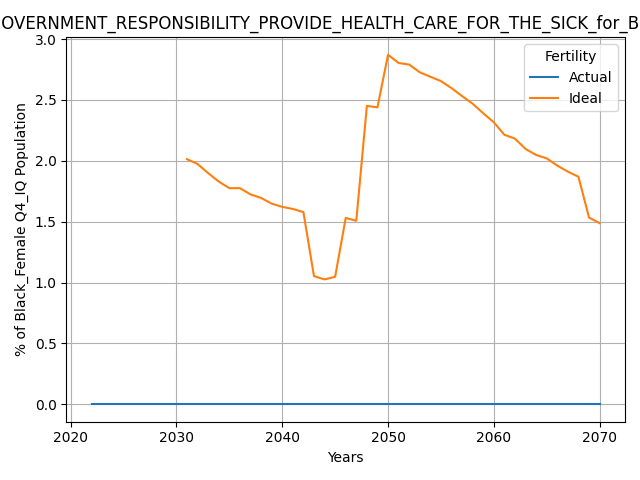 OVERNMENT_RESPONSIBILITY_PROVIDE_HEALTH_CARE_FOR_THE_SICK_for_B
3.0
2.5
2.0
1.5
1.0
0.5
0.0
% of Black_Female Q4_IQ Population
Fertility
Actual
Ideal
2020 2030 2040 2050 2060 2070
Years